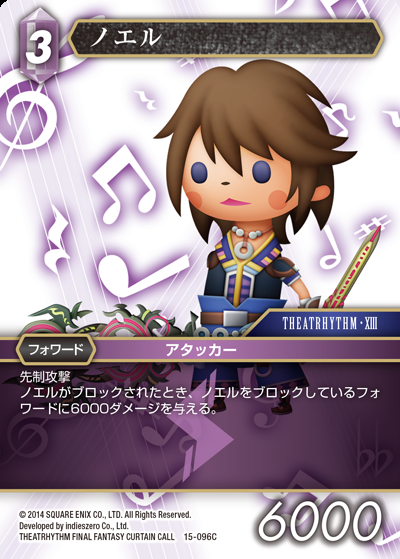 3
ノエル
THEATRHYTHM・XIII
フォワード
アタッカー
先制攻撃
ノエルがブロックされたとき、ノエルをブロックしているフォ
ワードに6000ダメージを与える。
© 2014 SQUARE ENIX CO., LTD. All Rights Reserved.
Developed by indieszero Co., Ltd.
THEATRHYTHM FINAL FANTASY CURTAIN CALL 15-096C
6000